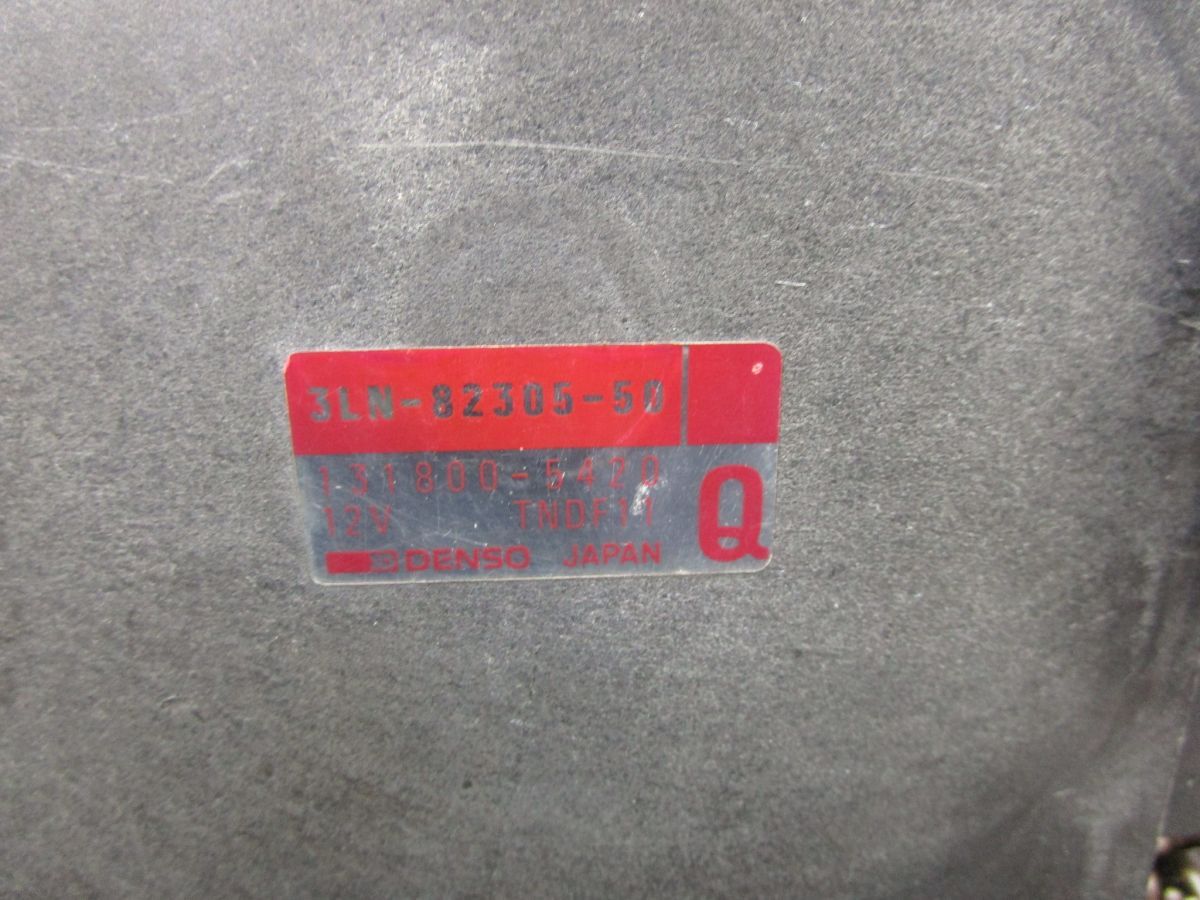 3LN-82305-50
131800-5420
12V TNDF11
DENSO JAPAN
Q